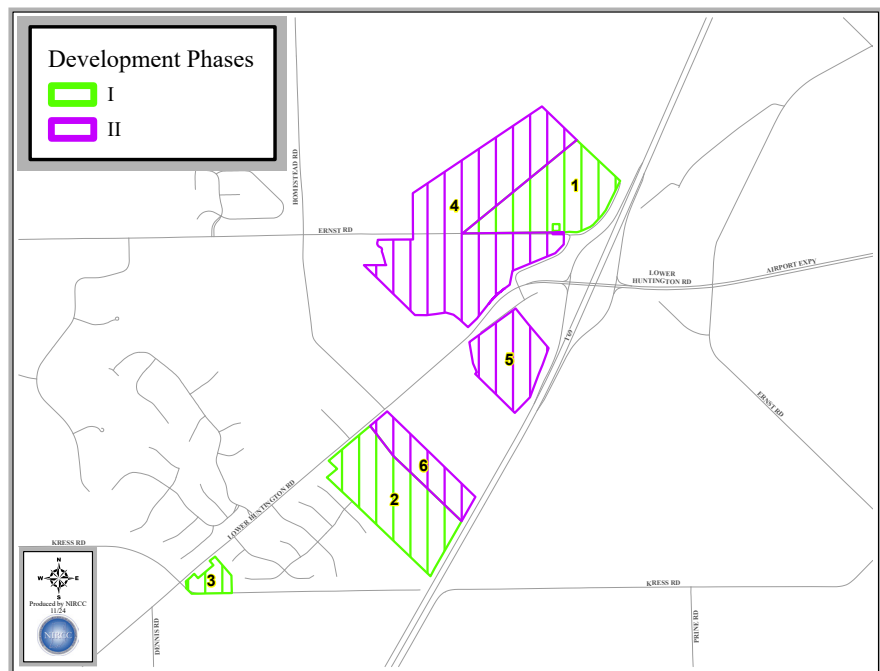 Development Phases
I
II
HOMESTEAD RD
ERNST RD
1
4
LOWER
HUNTINGTON RD
AIRPORT EXPY
I 69
5
ERNST RD
6
2
LOWER HUNTINGTON RD
KRESS RD
3
KRESS RD
DENNIS RD
PRINE RD
N
W
E
S
Produced by NIRCC
11/24
NIRCC